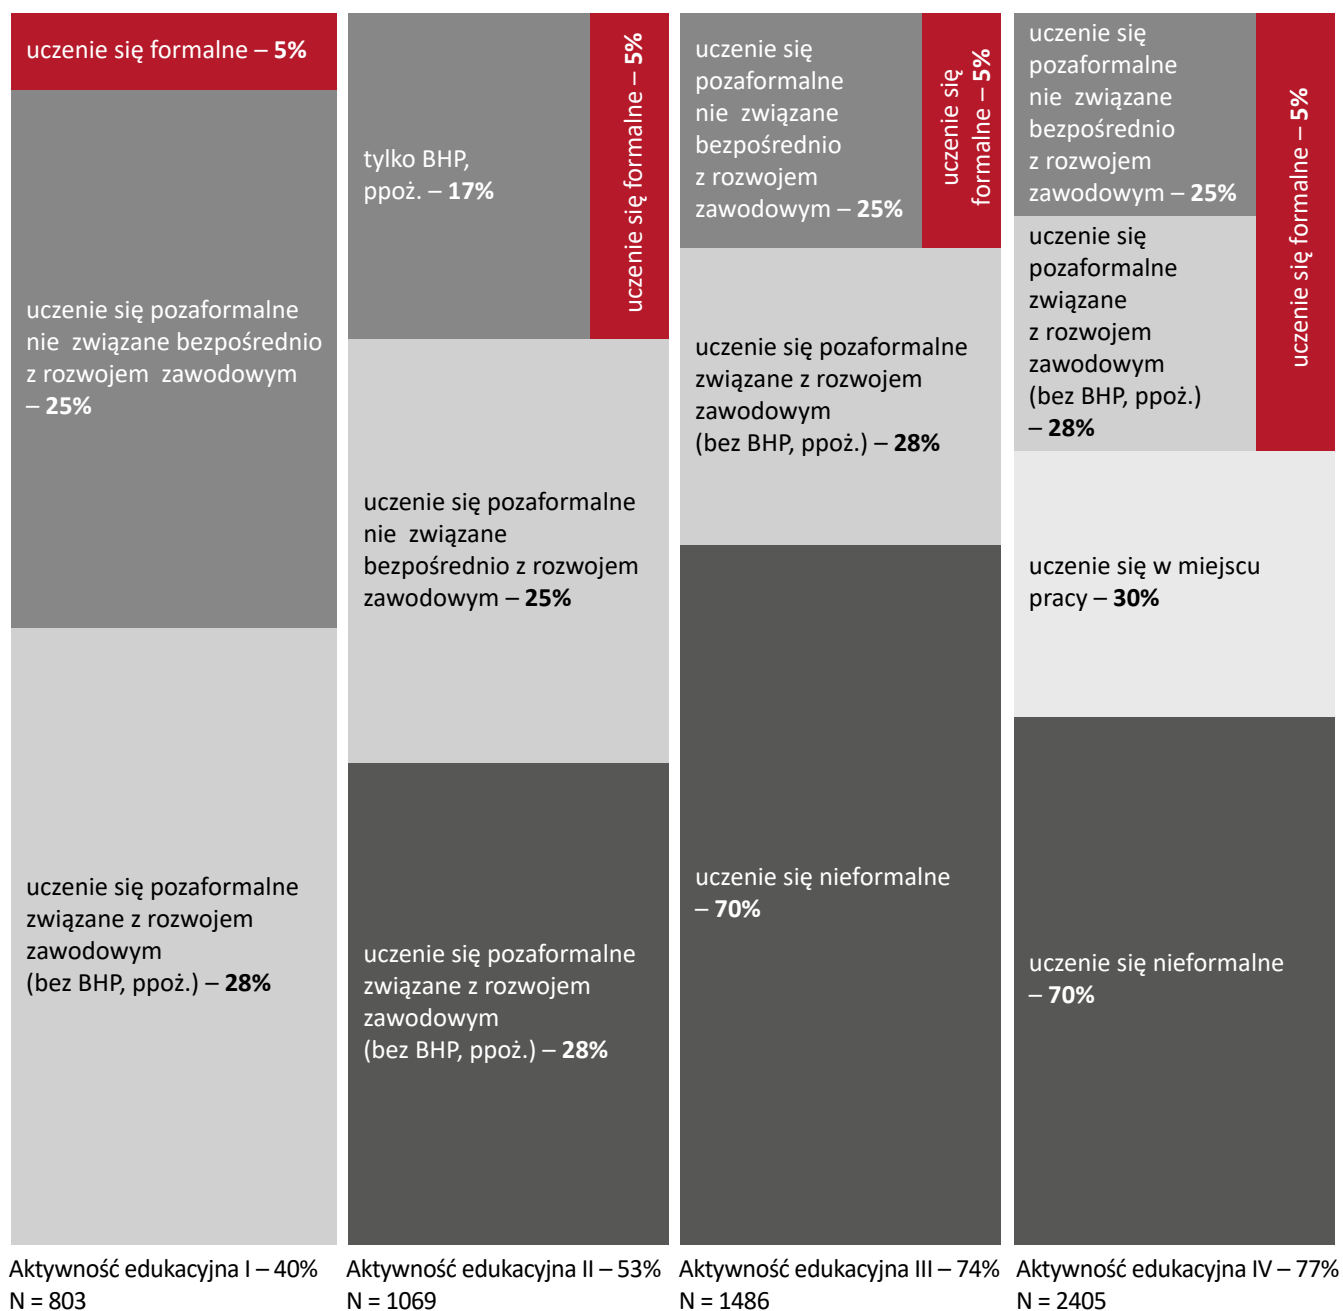 uczenie się formalne – 5%
uczenie się pozaformalne
nie związane bezpośrednio
z rozwojem zawodowym
– 25%
uczenie się pozaformalne
związane z rozwojem
zawodowym
(bez BHP, ppoż.) – 28%
Aktywność edukacyjna I – 40%
N = 803
tylko BHP,
ppoż. – 17%
uczenie się formalne – 5%
uczenie się pozaformalne
nie związane
bezpośrednio z rozwojem
zawodowym – 25%
uczenie się pozaformalne
związane z rozwojem
zawodowym
(bez BHP, ppoż.) – 28%
Aktywność edukacyjna II – 53%
N = 1069
uczenie się
pozaformalne
nie związane
bezpośrednio
z rozwojem
zawodowym – 25%
uczenie się
formalne – 5%
uczenie się pozaformalne
związane z rozwojem
zawodowym
(bez BHP, ppoż.) – 28%
uczenie się nieformalne
– 70%
Aktywność edukacyjna III – 74%
N = 1486
uczenie się
pozaformalne
nie związane
bezpośrednio
z rozwojem
zawodowym – 25%
uczenie się formalne – 5%
uczenie się
pozaformalne
związane
z rozwojem
zawodowym
(bez BHP, ppoż.)
– 28%
uczenie się w miejscu
pracy – 30%
uczenie się nieformalne
– 70%
Aktywność edukacyjna IV – 77%
N = 2405